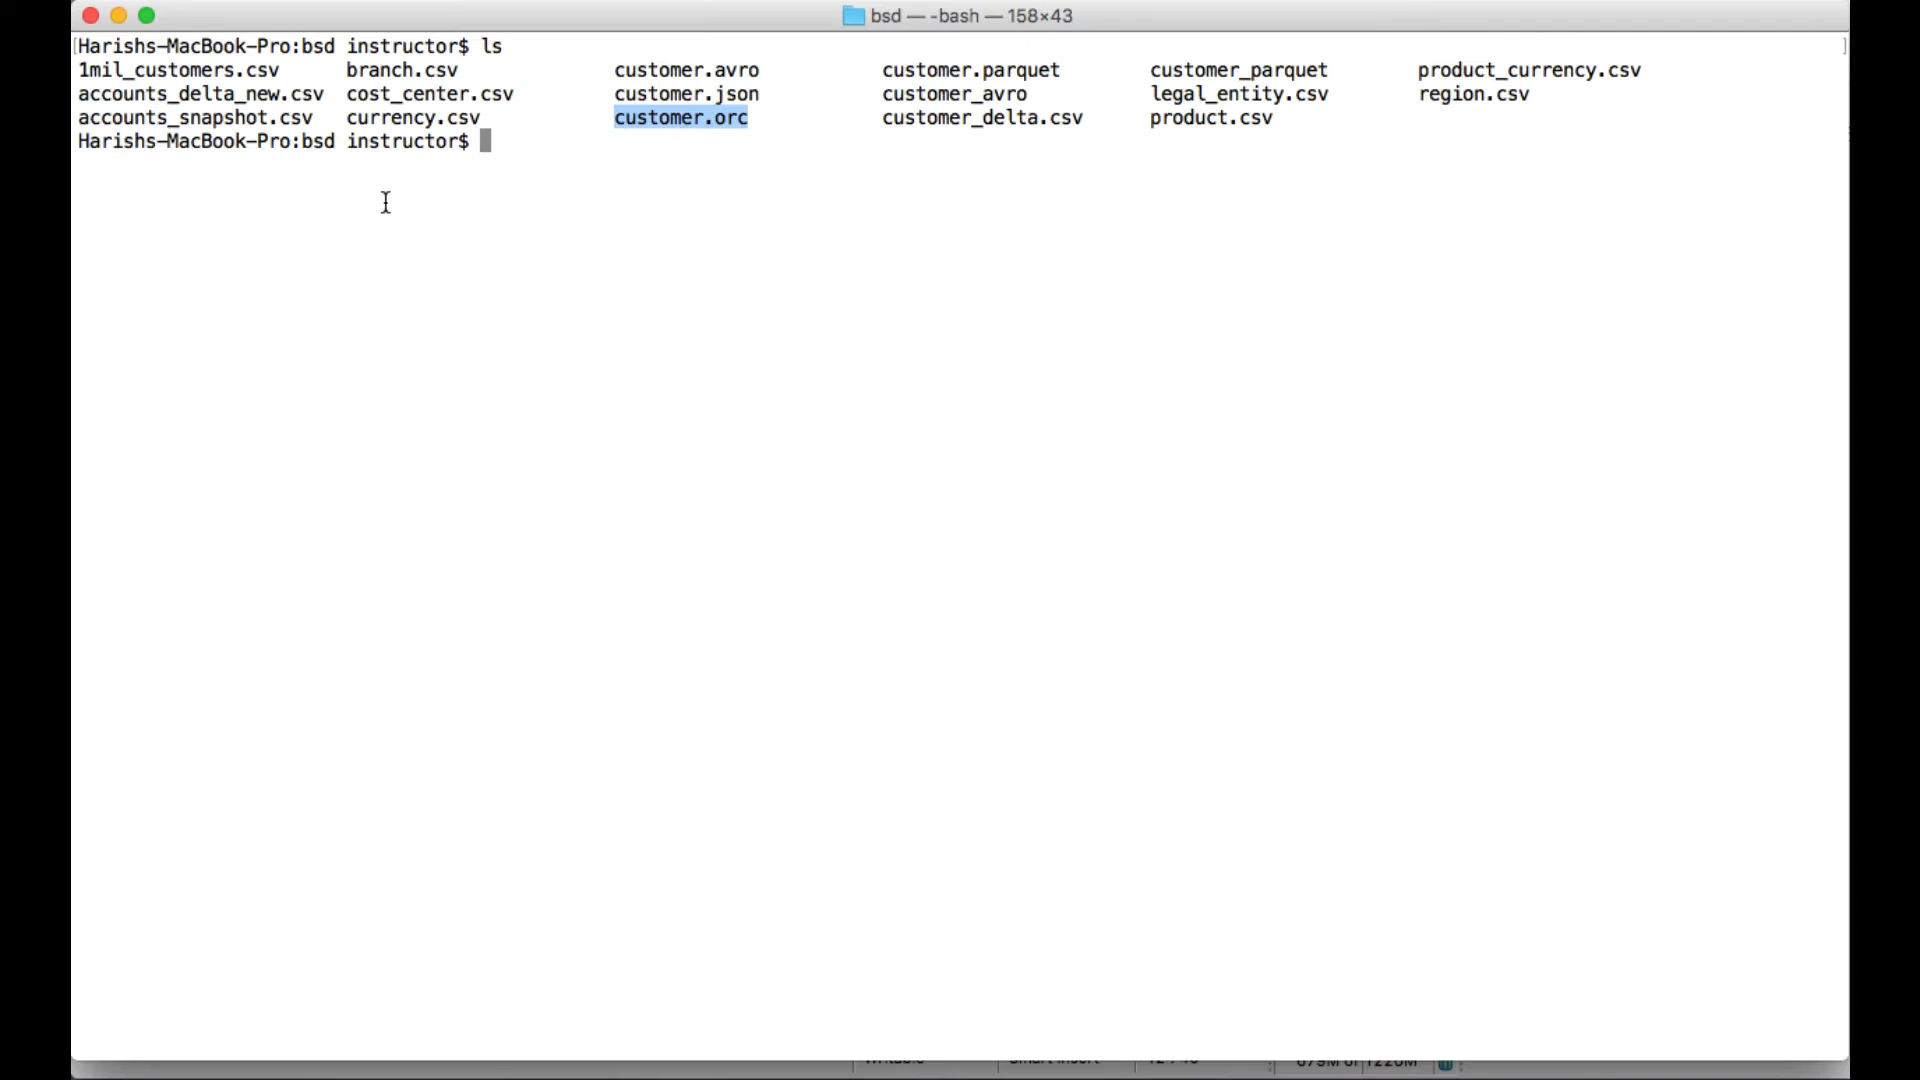 bsd — -bash — 158×43
Harishs-MacBook-Pro:bsd instructor$ ls
1mil_customers.csv branch.csv customer.avro customer.parquet customer_parquet product_currency.csv
accounts_delta_new.csv cost_center.csv customer.json customer_avro legal_entity.csv region.csv
accounts_snapshot.csv currency.csv customer.orc customer_delta.csv product.csv
Harishs-MacBook-Pro:bsd instructor$